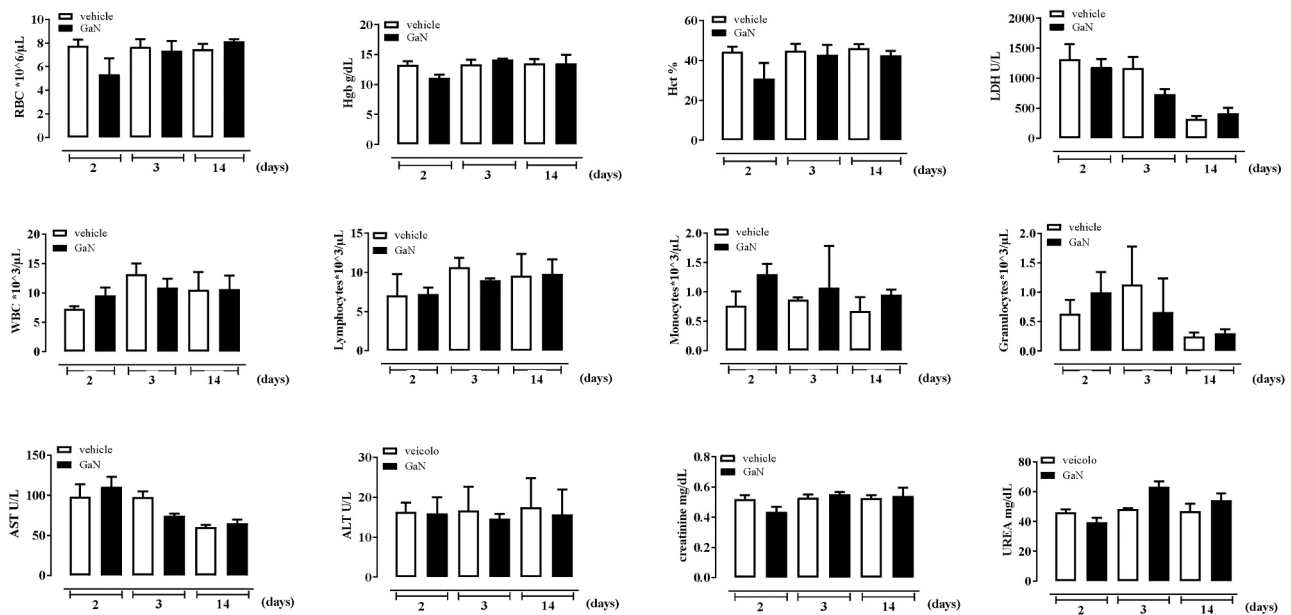 vehicle
GaN
RBC *10^6/µL
10
8
6
4
2
0
2 3 14 (days)
vehicle
GaN
Hgb g/dL
20
15
10
5
0
2 3 14 (days)
vehicle
GaN
Hct %
60
40
20
0
2 3 14 (days)
vehicle
GaN
LDH U/L
2000
1500
1000
500
0
2 3 14 (days)
vehicle
GaN
WBC *10^3/µL
20
15
10
5
0
2 3 14 (days)
vehicle
GaN
Lymphocytes*10^3/µL
15
10
5
0
2 3 14 (days)
vehicle
GaN
Monocytes*10^3/µL
2.0
1.5
1.0
0.5
0.0
2 3 14 (days)
vehicle
GaN
Granulocytes*10^3/µL
2.0
1.5
1.0
0.5
0.0
2 3 14 (days)
vehicle
GaN
AST U/L
150
100
50
0
2 3 14 (days)
veicolo
GaN
ALT U/L
40
30
20
10
0
2 3 14 (days)
vehicle
GaN
creatinine mg/dL
0.8
0.6
0.4
0.2
0.0
2 3 14 (days)
veicolo
GaN
UREA mg/dL
80
60
40
20
0
2 3 14 (days)